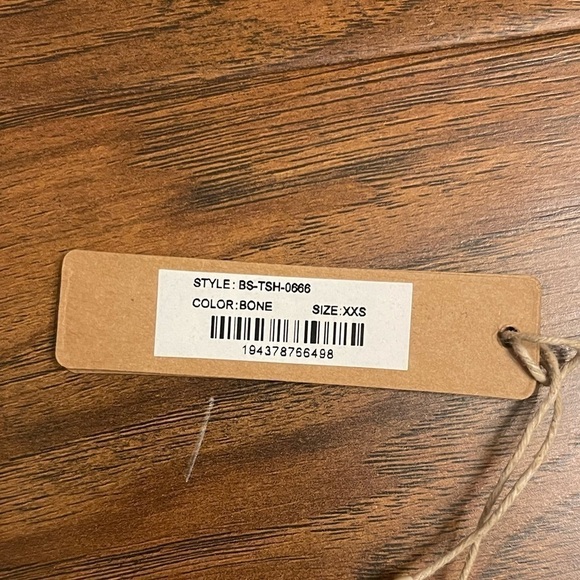 STYLE: BS-TSH-0666
COLOR:BONE SIZE:XXS
194378766498